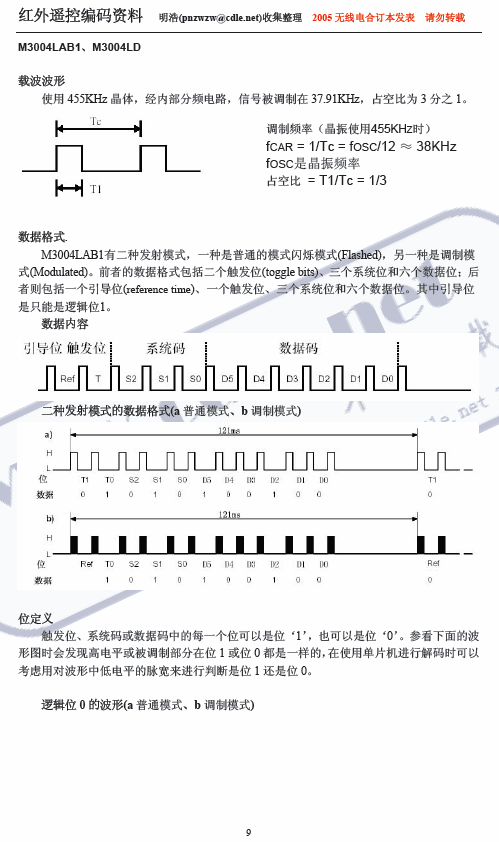 红外遥控编码资料 明浩(pnzwzw@cdle.net)收集整理 2005 无线电合订本发表 请勿转载
M3004LAB1、M3004LD
载波波形
使用 455KHz 晶体，经内部分频电路，信号被调制在 37.91KHz，占空比为 3 分之 1。
Tc
T1
调制频率（晶振使用455KHz时）
fCAR = 1/Tc = fOSC/12 ≈ 38KHz
fOSC是晶振频率
占空比 = T1/Tc = 1/3
数据格式.
M3004LAB1有二种发射模式，一种是普通的模式闪烁模式(Flashed)，另一种是调制模
式(Modulated)。前者的数据格式包括二个触发位(toggle bits)、三个系统位和六个数据位；后
者则包括一个引导位(reference time)、一个触发位、三个系统位和六个数据位。其中引导位
是只能是逻辑位1。
数据内容
引导位 触发位 系统码 数据码
Ref T S2 S1 S0 D5 D4 D3 D2 D1 D0
二种发射模式的数据格式(a 普通模式、b 调制模式)
a) 121ms
H
L
位 T1 T0 S2 S1 S0 D5 D4 D3 D2 D1 D0 T1
数据 0 1 0 1 0 1 0 0 1 0 0 0
b) 121ms
H
L
位 Ref T0 S2 S1 S0 D5 D4 D3 D2 D1 D0 Ref
数据 1 0 1 0 1 0 0 1 0 0 0
位定义
触发位、系统码或数据码中的每一个位可以是位‘1’，也可以是位‘0’。参看下面的波
形图时会发现高电平或被调制部分在位 1 或位 0 都是一样的，在使用单片机进行解码时可以
考虑用对波形中低电平的脉宽来进行判断是位 1 还是位 0。
逻辑位 0 的波形(a 普通模式、b 调制模式)
9